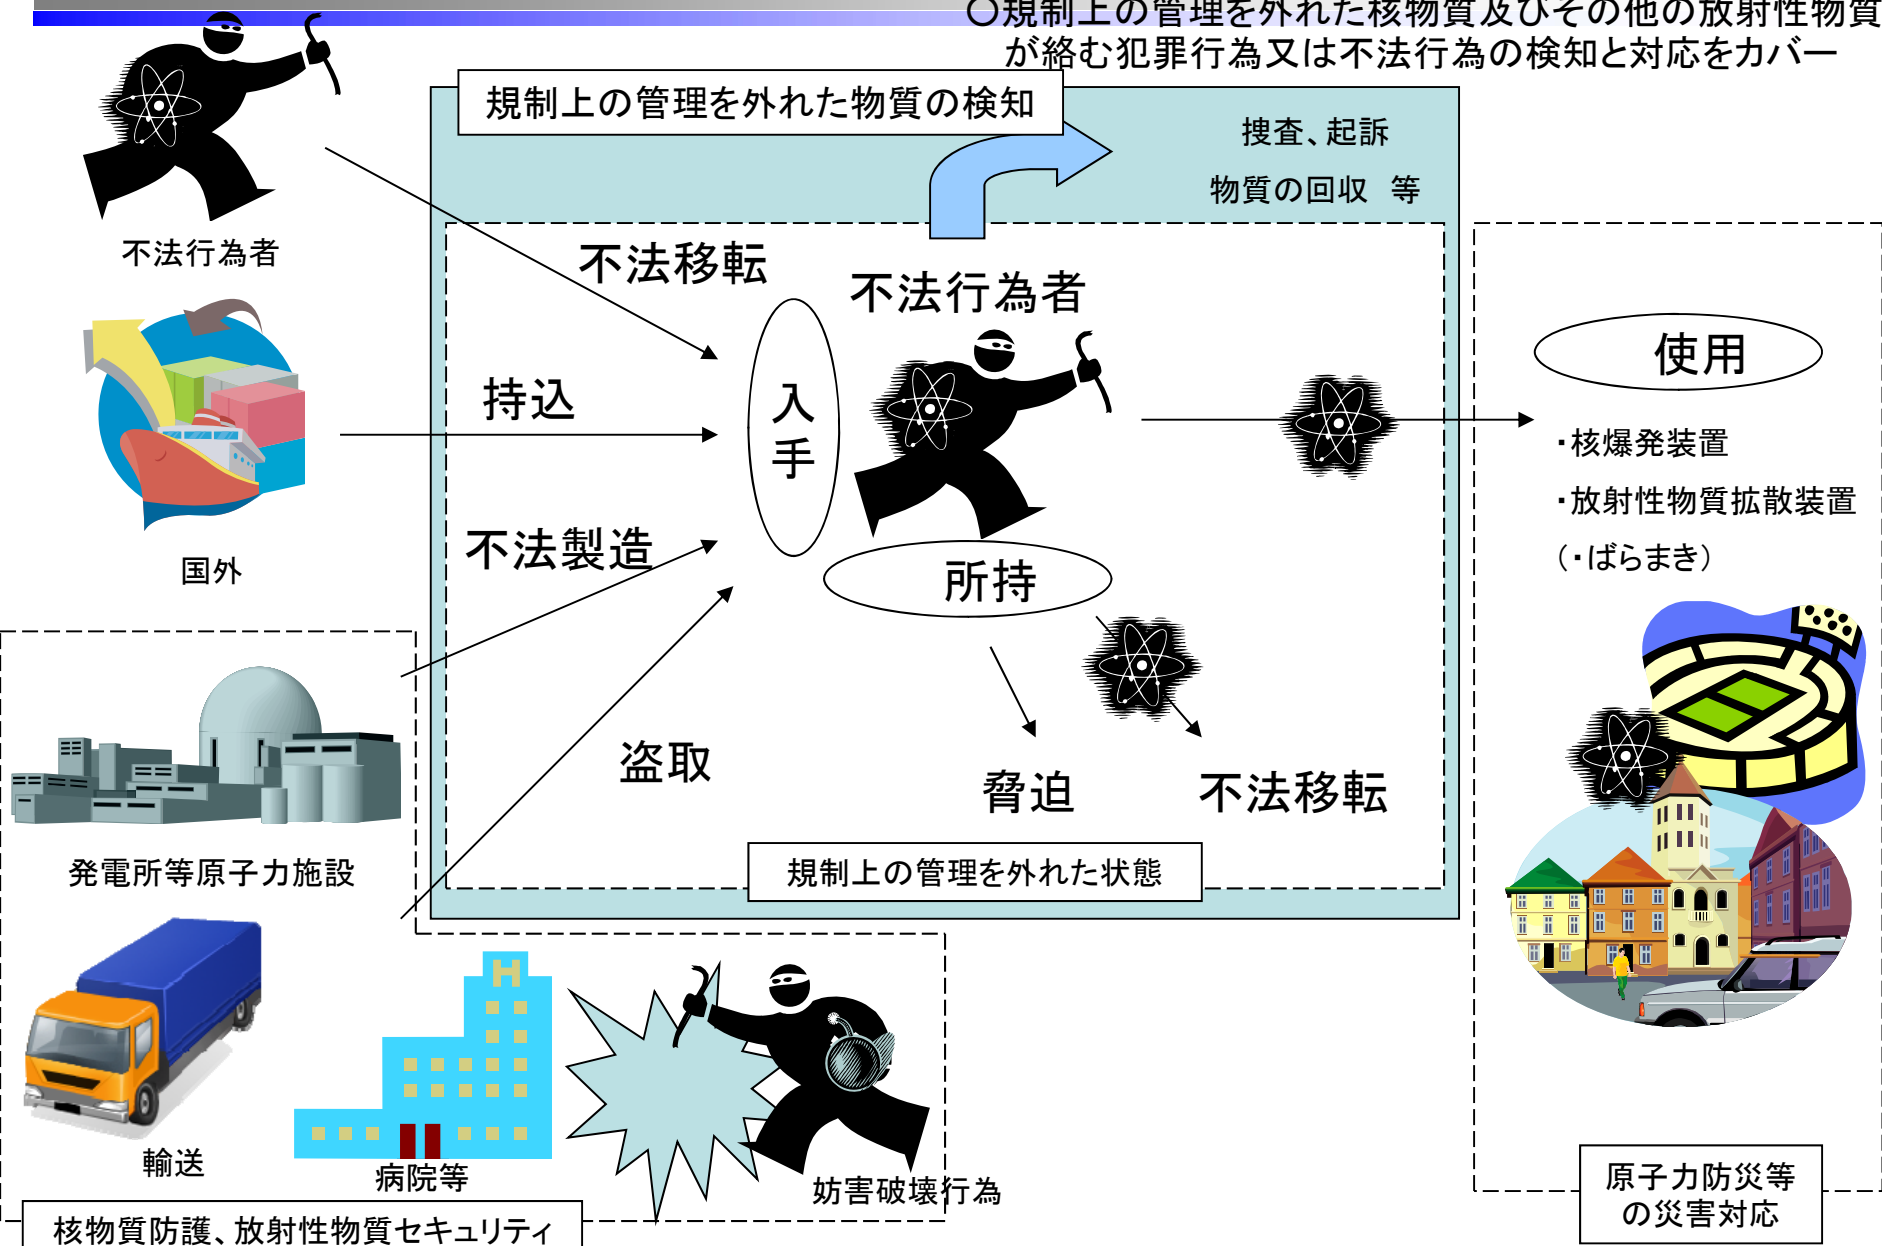 〇規制上の管理を外れた核物質及びその他の放射性物質
が絡む犯罪行為又は不法行為の検知と対応をカバー
規制上の管理を外れた物質の検知
捜査、起訴
物質の回収　等
不法行為者
不法移転
不法行為者
使用
持込
入
手
・核爆発装置
・放射性物質拡散装置
(・ばらまき)
国外
不法製造
所持
盗取
脅迫
不法移転
発電所等原子力施設
規制上の管理を外れた状態
H
輸送
病院等
妨害破壊行為
核物質防護、放射性物質セキュリティ
原子力防災等
の災害対応